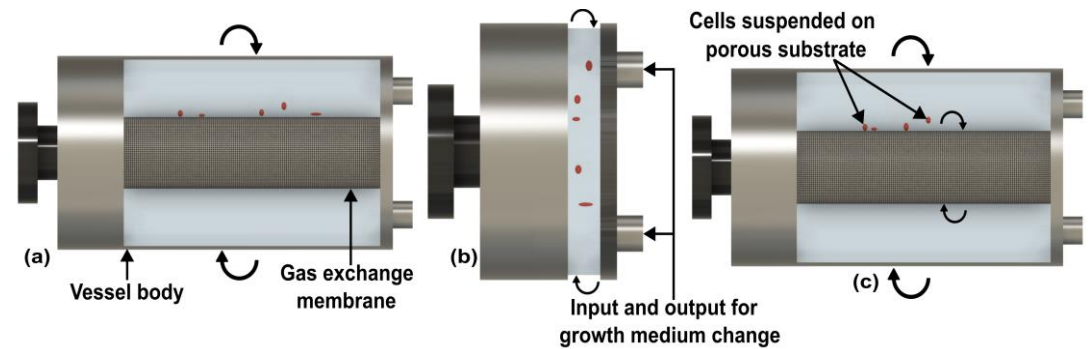 (a)
Vessel body
Gas exchange
membrane
(b)
Input and output for
growth medium change
Cells suspended on
porous substrate
(c)